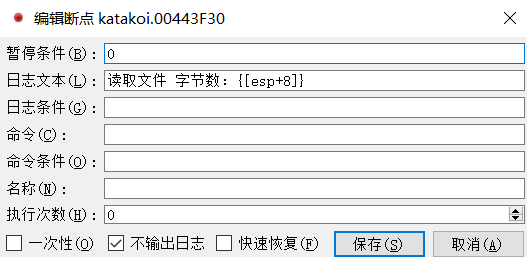 编辑断点 katakoi.00443F30
暂停条件(B): 0
日志文本(L): 读取文件 字节数: {[esp+8]}
日志条件(G):
命令(C):
命令条件(O):
名称(N):
执行次数(H): 0
一次性(O) 不输出日志 快速恢复(F) 保存(S) 取消(A)